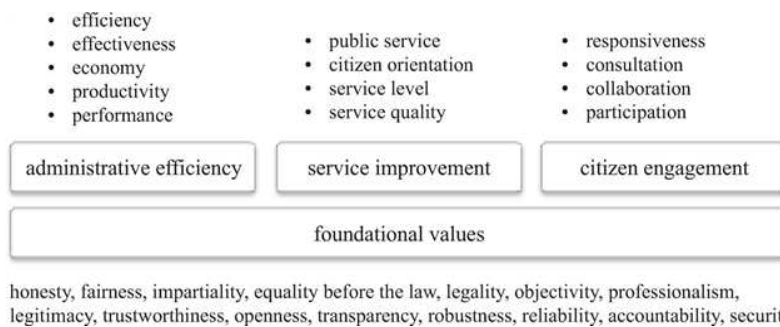 • efficiency
• effectiveness
• economy
• productivity
• performance
• public service
• citizen orientation
• service level
• service quality
• responsiveness
• consultation
• collaboration
• participation
administrative efficiency
service improvement
citizen engagement
foundational values
honesty, fairness, impartiality, equality before the law, legality, objectivity, professionalism,
legitimacy, trustworthiness, openness, transparency, robustness, reliability, accountability, securit